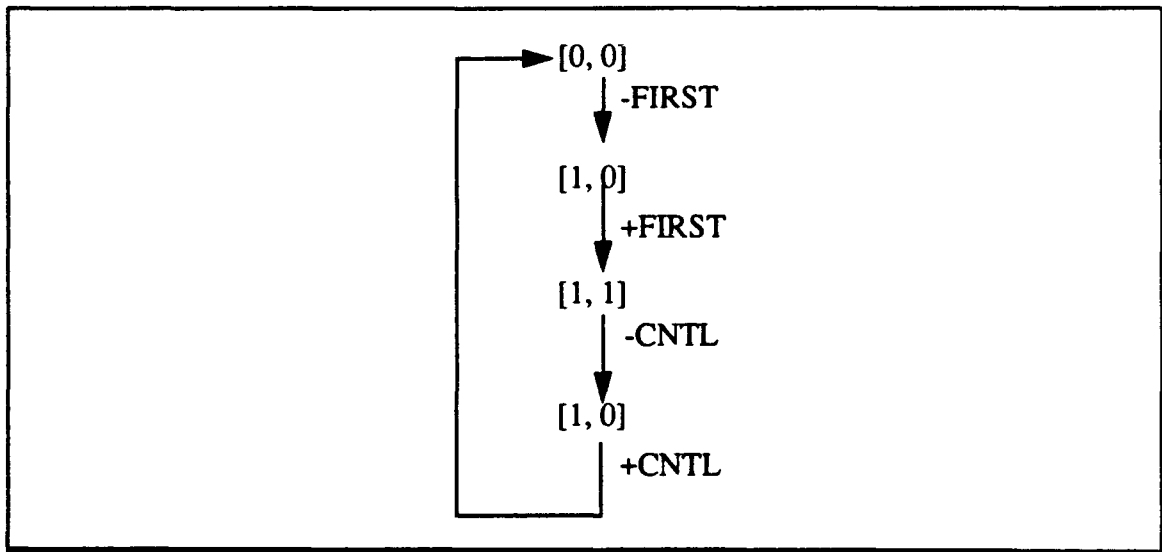 [0, 0]
-FIRST
[1, 0]
+FIRST
[1, 1]
-CNTL
[1, 0]
+CNTL